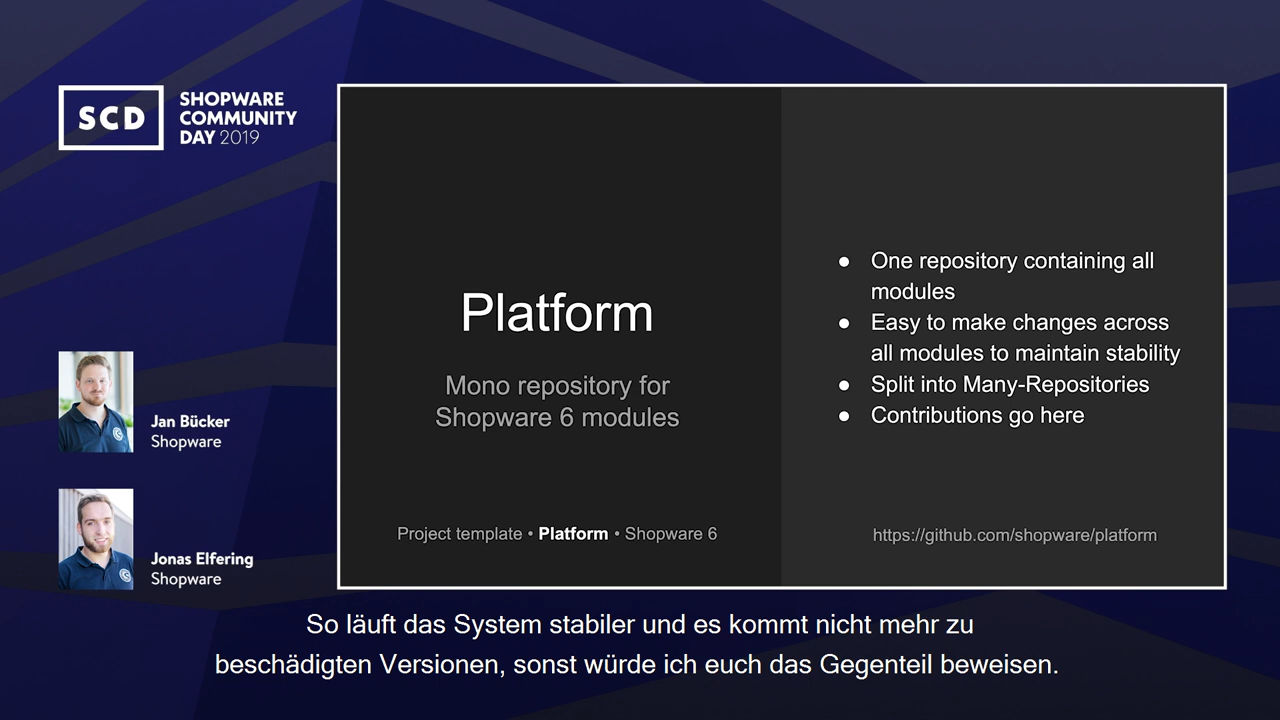 SCD
SHOPWARE
COMMUNITY
DAY 2019
Jan Bücker
Shopware
Jonas Elfering
Shopware
Platform
Mono repository for
Shopware 6 modules
Project template • Platform • Shopware 6
● One repository containing all
modules
● Easy to make changes across
all modules to maintain stability
● Split into Many-Repositories
● Contributions go here
https://github.com/shopware/platform
So läuft das System stabiler und es kommt nicht mehr zu
beschädigten Versionen, sonst würde ich euch das Gegenteil beweisen.